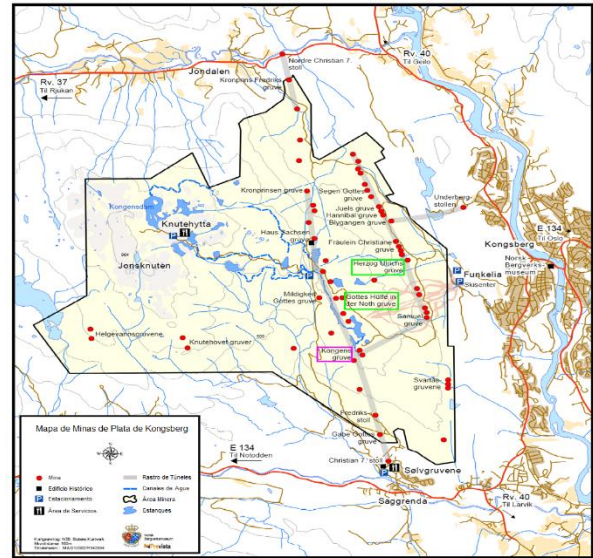 Rv. 40
Til Geilo
Nordre Christian 7.
stoll
Jondalen
Rv. 37
Til Rjukan
Kronprins Fredriks
gruve
Kronprinsen gruve
Segen Gottes
gruve
Underberg-
stollen
Juels gruve
Hannibal gruve
Blygangen gruve
Kongensdam
Knutehytta
Haus Sachsen
gruve
Fräulein Christiane
gruve
E 134
Til Oslo
Kongsberg
Norsk
Bergverks-
museum
Herzog Ulrichs
gruve
Jonsknuten
Funkelia
Skisenter
Mildigkeit
Gottes gruve
Gottes Hülfe in
der Noth gruve
Samuel
gruve
Helgevannsgruvene
Knutehovet gruver
Kongens
gruve
Svartås
gruvene
Fredriks-
stoll
Gabe Gottes
gruve
E 134
Til Notodden
Christian 7. stoll
Sølvgruvene
Saggrenda
Rv. 40
Til Larvik
Mapa de Minas de Plata de Kongsberg
Mina
Edificio Histórico
Estacionamiento
Área de Servicios
Rastro de Túneles
Canales de Agua
Área Minera
Estanques